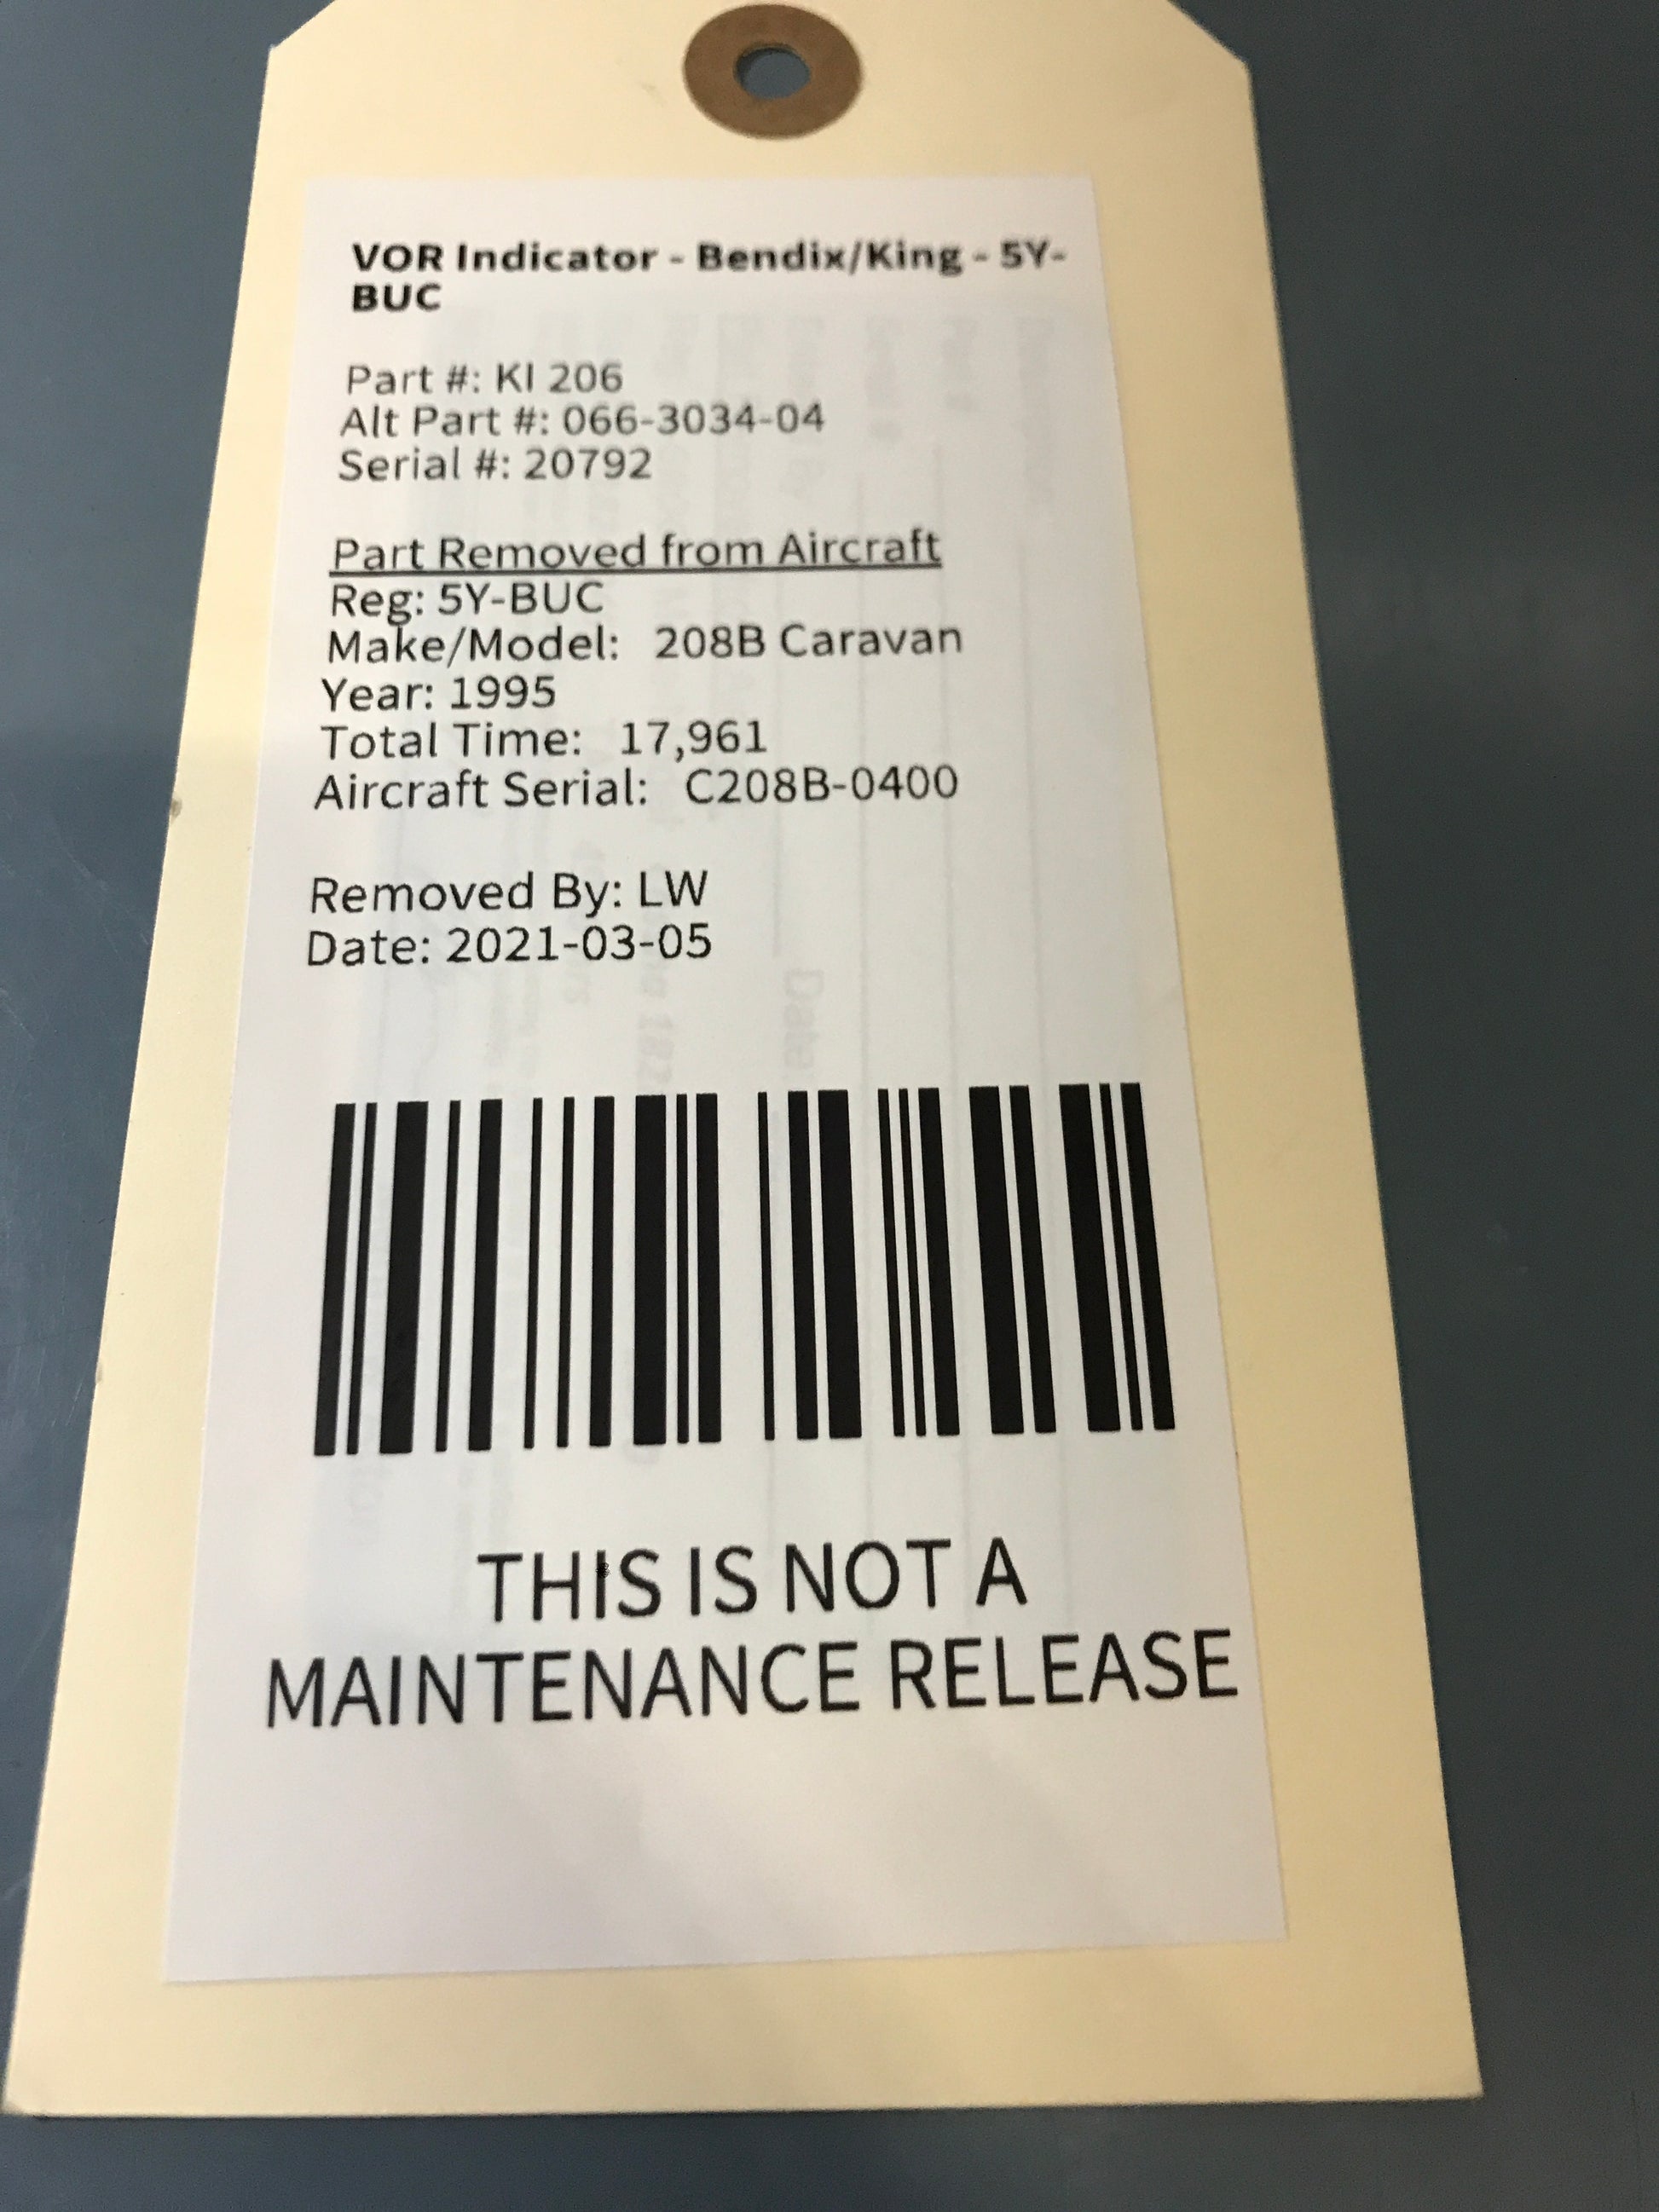 VOR Indicator - Bendix/King - 5Y-
BUC
Part #: KI 206
Alt Part #: 066-3034-04
Serial #: 20792
Part Removed from Aircraft
Reg: 5Y-BUC
Make/Model: 208B Caravan
Year: 1995
Total Time: 17,961
Aircraft Serial: C208B-0400
Removed By: LW
Date: 2021-03-05
THIS IS NOT A
MAINTENANCE RELEASE